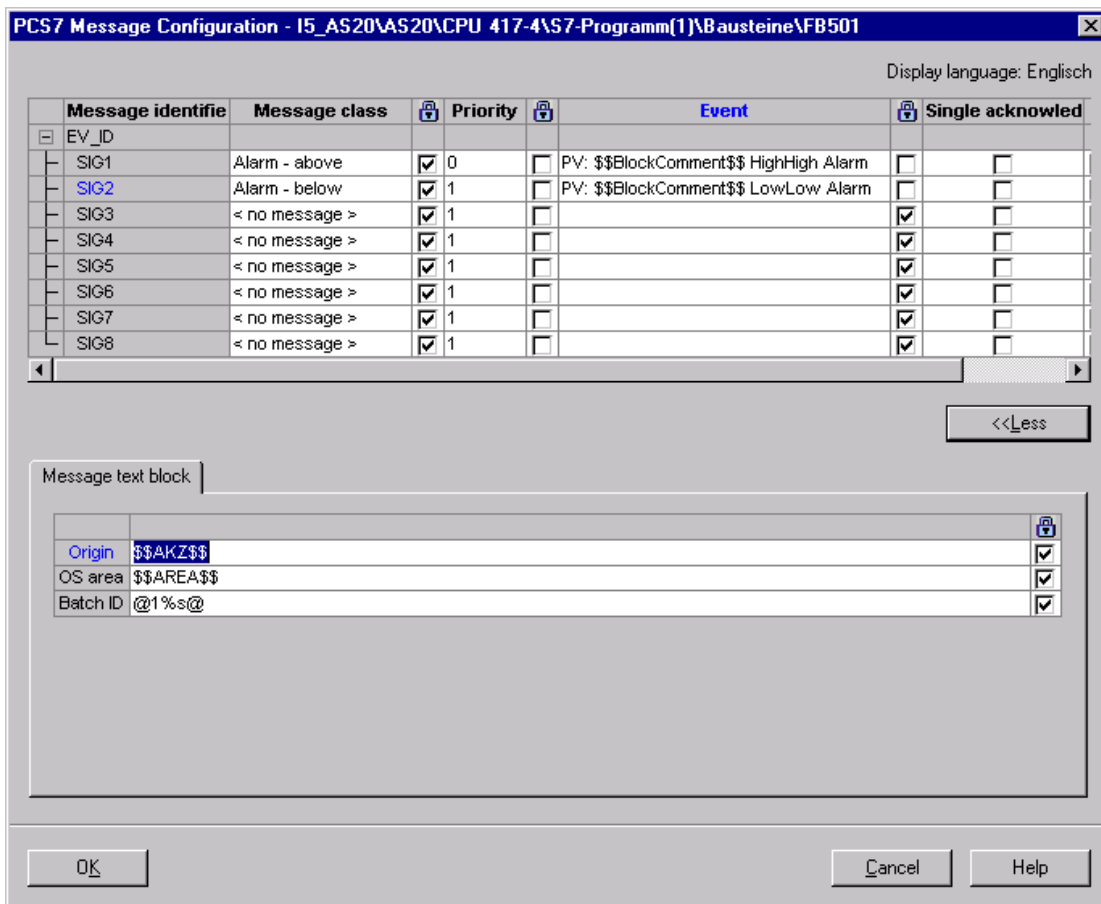 PCS7 Message Configuration - I5_AS20\AS20\CPU 417-4\S7-Programm(1)\Bausteine\FB501
Display language: Englisch
Message identifie Message class Priority Event Single acknowled
EV_ID
SIG1 Alarm - above 0 PV: $$BlockComment$$ HighHigh Alarm
SIG2 Alarm - below 1 PV: $$BlockComment$$ LowLow Alarm
SIG3 < no message > 1
SIG4 < no message > 1
SIG5 < no message > 1
SIG6 < no message > 1
SIG7 < no message > 1
SIG8 < no message > 1
<<Less
Message text block
Origin $$AKZ$$
OS area $$AREA$$
Batch ID @1%s@
OK Cancel Help